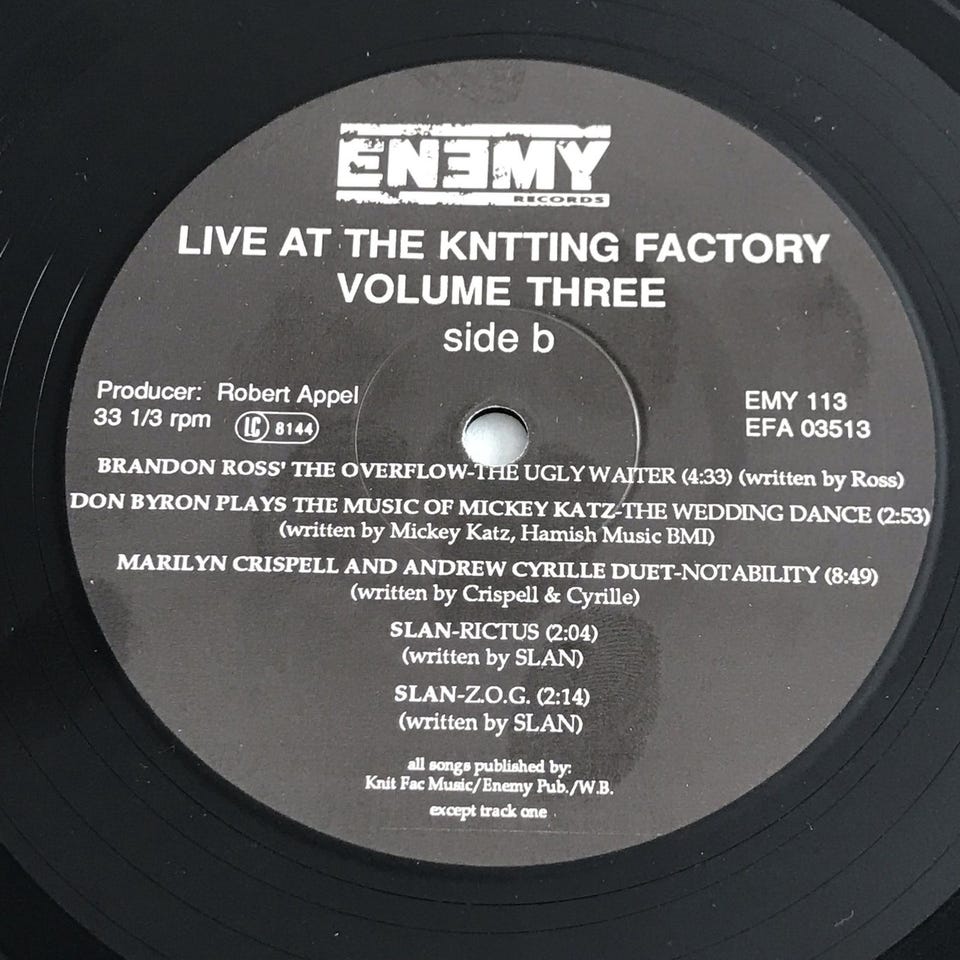 ENEMY
RECORDS
LIVE AT THE KNTTING FACTORY
VOLUME THREE
side b
Producer: Robert Appel
33 1/3 rpm LC 8144
EMY 113
EFA 03513
BRANDON ROSS' THE OVERFLOW-THE UGLY WAITER (4:33) (written by Ross)
DON BYRON PLAYS THE MUSIC OF MICKEY KATZ-THE WEDDING DANCE (2:53)
(written by Mickey Katz, Hamish Music BMI)
MARILYN CRISPELL AND ANDREW CYRILLE DUET-NOTABILITY (8:49)
(written by Crispell & Cyrille)
SLAN-RICTUS (2:04)
(written by SLAN)
SLAN-Z.O.G. (2:14)
(written by SLAN)
all songs published by:
Knit Fac Music/Enemy Pub./W.B.
except track one